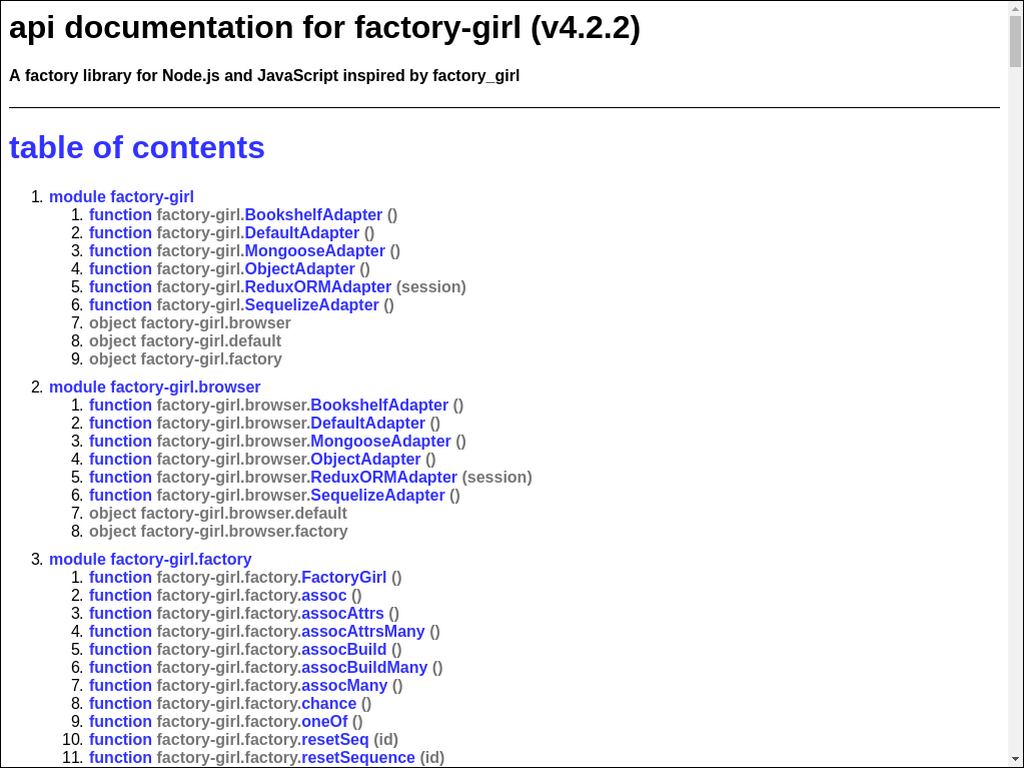 api documentation for factory-girl (v4.2.2)
A factory library for Node.js and JavaScript inspired by factory_girl
table of contents
1. module factory-girl
1. function factory-girl.BookshelfAdapter ()
2. function factory-girl.DefaultAdapter ()
3. function factory-girl.MongooseAdapter ()
4. function factory-girl.ObjectAdapter ()
5. function factory-girl.ReduxORMAdapter (session)
6. function factory-girl.SequelizeAdapter ()
7. object factory-girl.browser
8. object factory-girl.default
9. object factory-girl.factory
2. module factory-girl.browser
1. function factory-girl.browser.BookshelfAdapter ()
2. function factory-girl.browser.DefaultAdapter ()
3. function factory-girl.browser.MongooseAdapter ()
4. function factory-girl.browser.ObjectAdapter ()
5. function factory-girl.browser.ReduxORMAdapter (session)
6. function factory-girl.browser.SequelizeAdapter ()
7. object factory-girl.browser.default
8. object factory-girl.browser.factory
3. module factory-girl.factory
1. function factory-girl.factory.FactoryGirl ()
2. function factory-girl.factory.assoc ()
3. function factory-girl.factory.assocAttrs ()
4. function factory-girl.factory.assocAttrsMany ()
5. function factory-girl.factory.assocBuild ()
6. function factory-girl.factory.assocBuildMany ()
7. function factory-girl.factory.assocMany ()
8. function factory-girl.factory.chance ()
9. function factory-girl.factory.oneOf ()
10. function factory-girl.factory.resetSeq (id)
11. function factory-girl.factory.resetSequence (id)